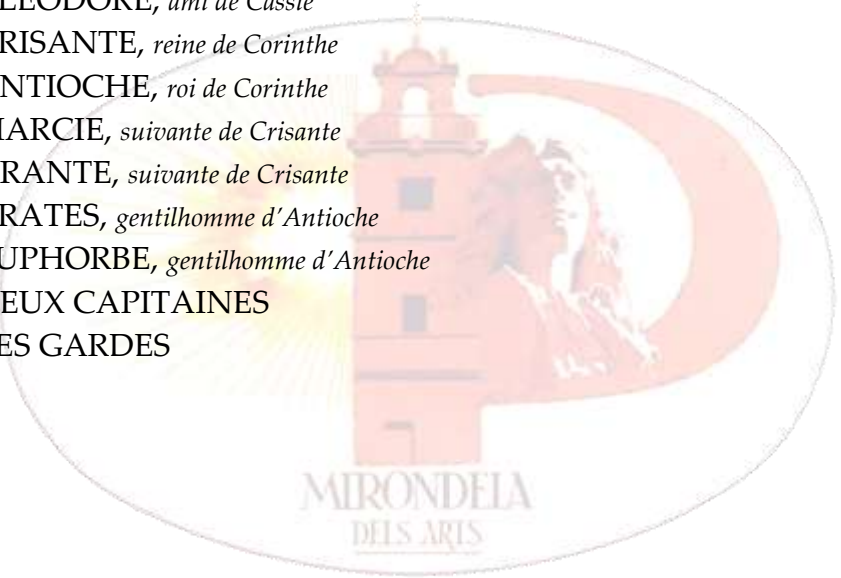 LEODORE, ami de Cassie
RISANTE, reine de Corinthe
NTIOCHE, roi de Corinthe
IARCIE, suivante de Crisante
RANTE, suivante de Crisante
RATES, gentilhomme d'Antioche
UPHORBE, gentilhomme d'Antioche
EUX CAPITAINES
ES GARDES
MIRONDELA
DELS ARTS